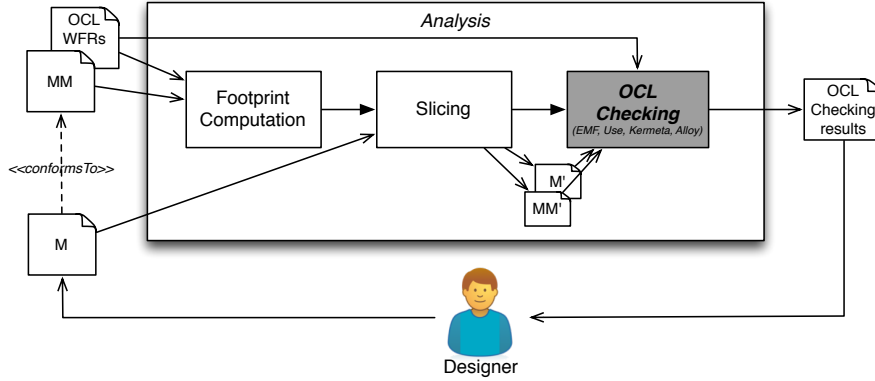 OCL
WFRs
Analysis
MM
Footprint
Computation
Slicing
OCL
Checking
(EMF, Use, Kermeta, Alloy)
OCL
Checking
results
<<conformsTo>>
M'
MM'
M
Designer